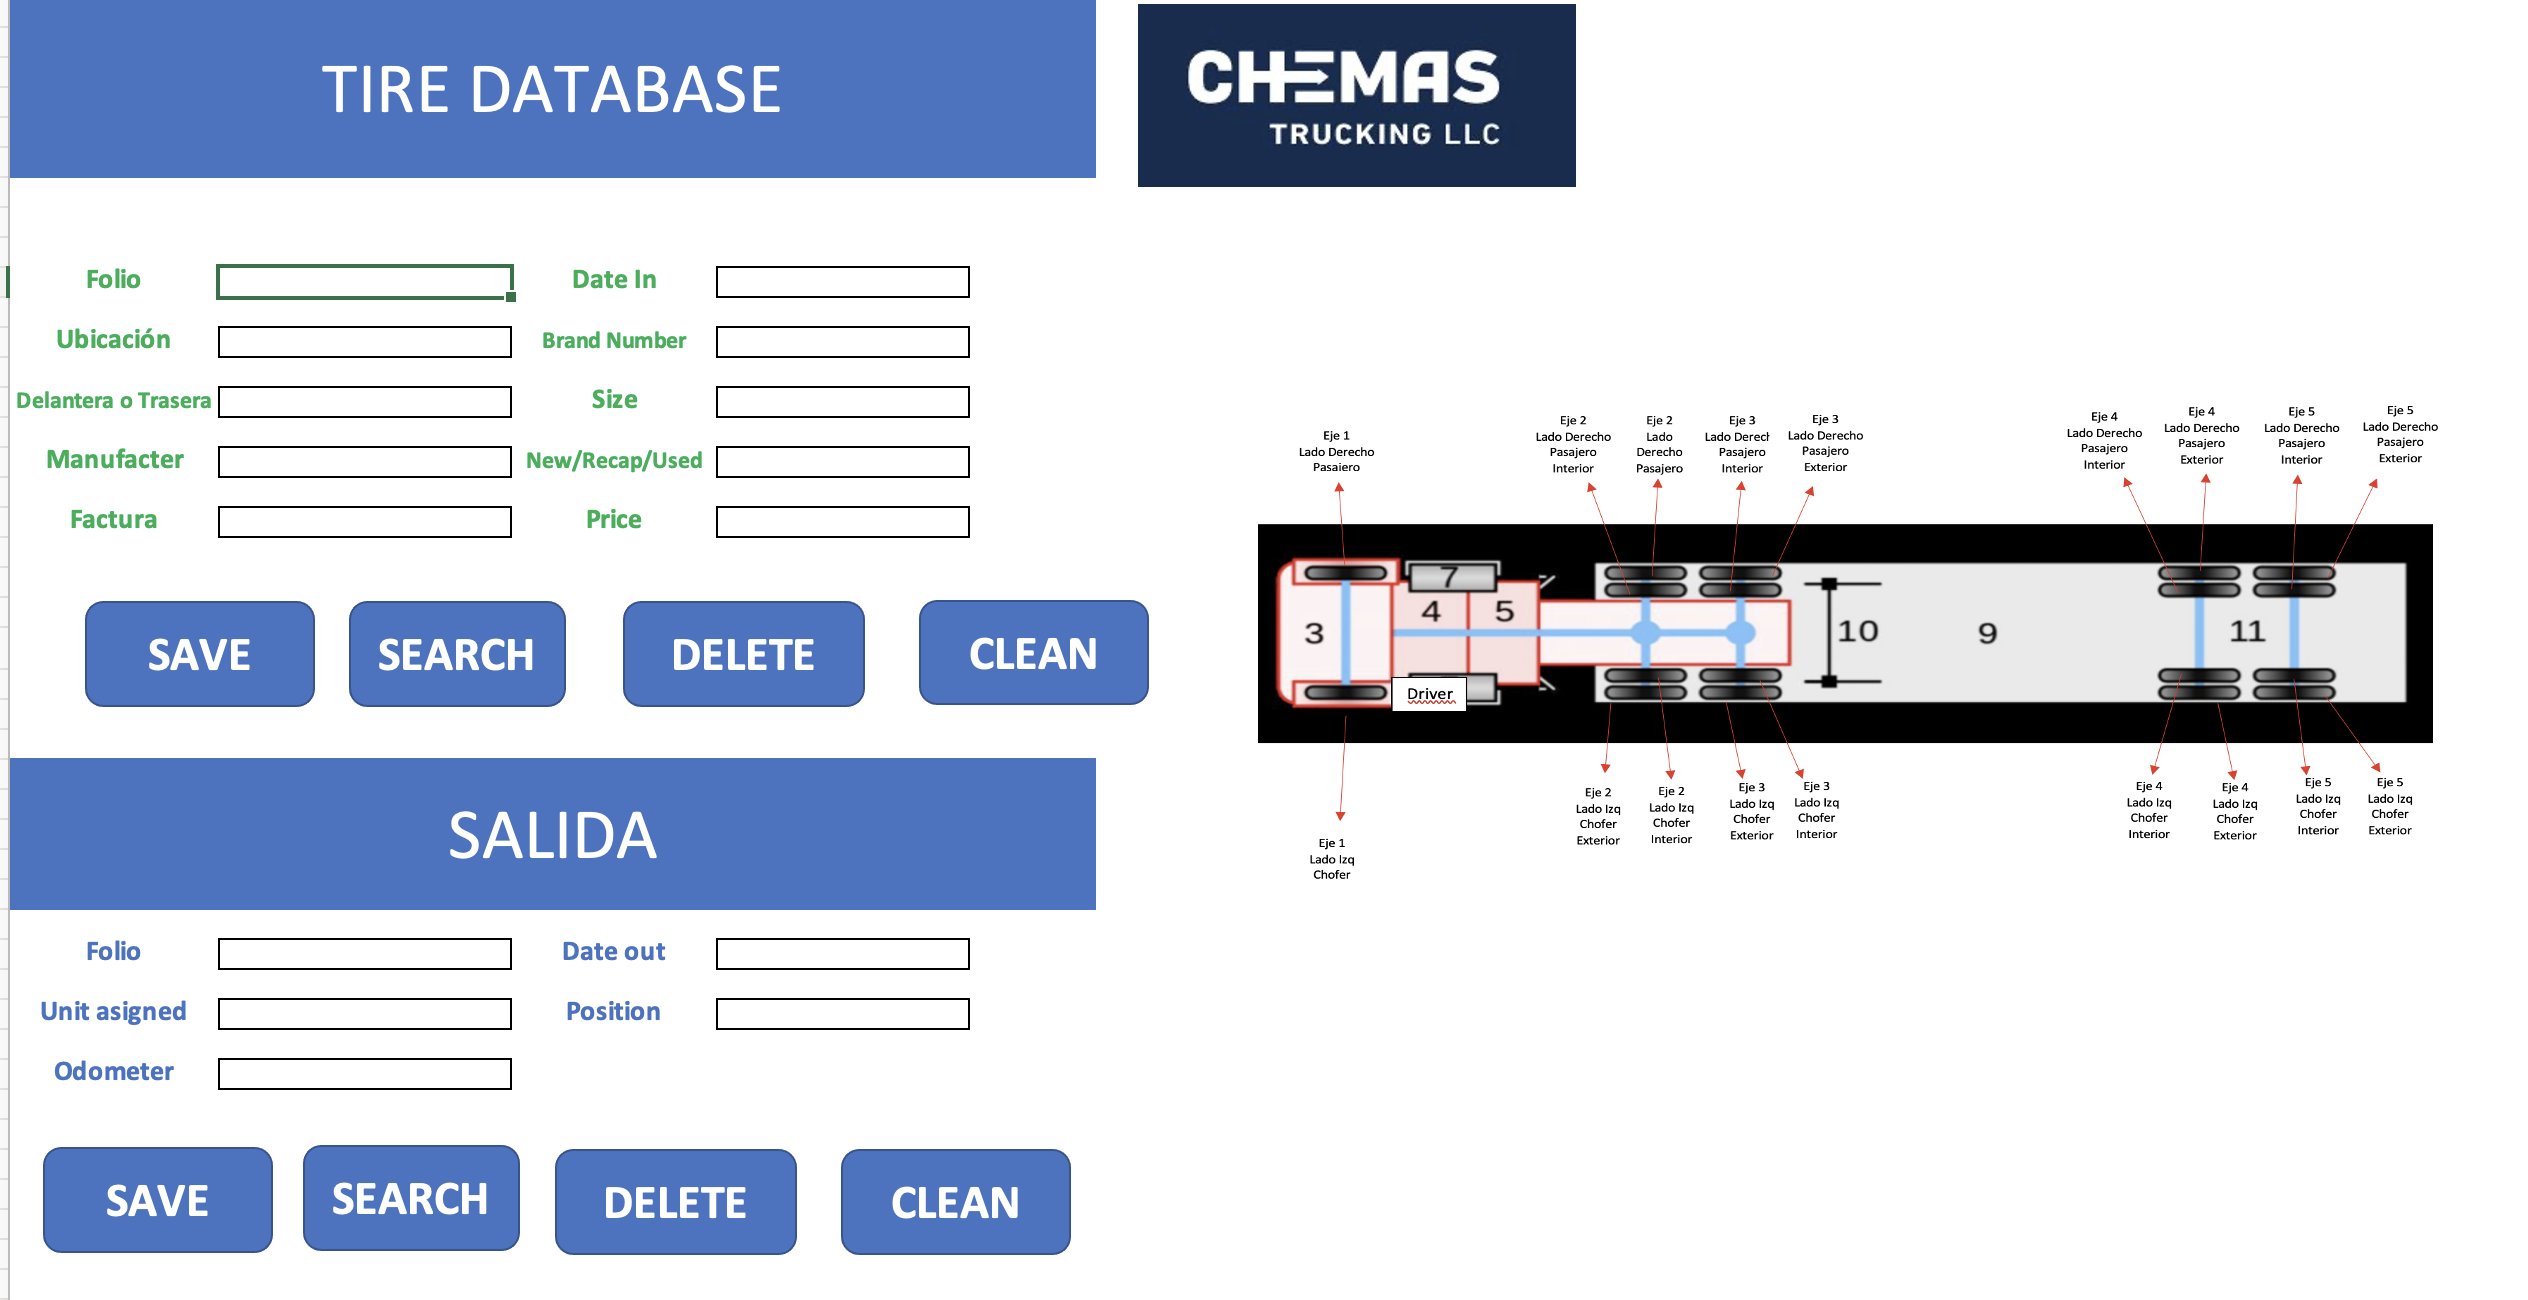 TIRE DATABASE
CHEMAS
TRUCKING LLC
Folio
Date In
Ubicación
Brand Number
Delantera o Trasera
Size
Manufacter
New/Recap/Used
Factura
Price
SAVE
SEARCH
DELETE
CLEAN
Eje 1
Lado Derecho
Pasaiero
Eje 2
Lado Derecho
Pasajero
Interior
Eje 2
Lado
Derecho
Pasajero
Eje 3
Lado Derech
Pasajero
Interior
Eje 3
Lado Derecho
Pasajero
Exterior
Eje 4
Lado Derecho
Pasajero
Interior
Eje 4
Lado Derecho
Pasajero
Exterior
Eje 5
Lado Derecho
Pasajero
Interior
Eje 5
Lado Derecho
Pasajero
Exterior
7
3
4
5
10
9
11
Driver
Eje 1
Lado Izq
Chofer
Eje 2
Lado Izq
Chofer
Exterior
Eje 2
Lado Izq
Chofer
Interior
Eje 3
Lado Izq
Chofer
Exterior
Eje 3
Lado Izq
Chofer
Interior
Eje 4
Lado Izq
Chofer
Interior
Eje 4
Lado Izq
Chofer
Exterior
Eje 5
Lado Izq
Chofer
Interior
Eje 5
Lado Izq
Chofer
Exterior
SALIDA
Folio
Date out
Unit asigned
Position
Odometer
SAVE
SEARCH
DELETE
CLEAN